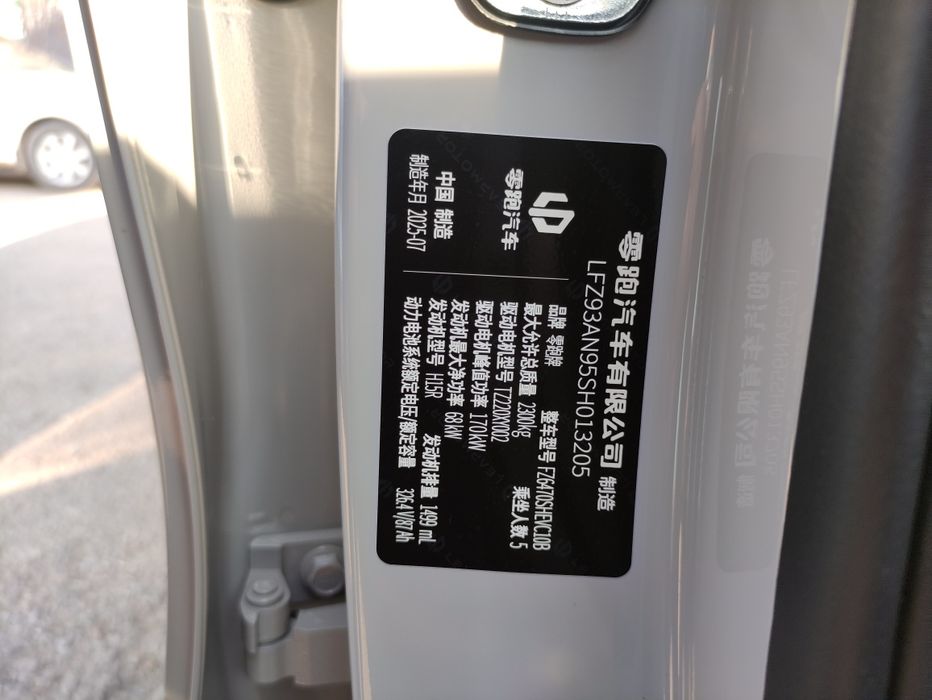 零跑汽车有限公司 制造
LFZ93AN95SH013205
零跑汽车
中国 制造
制造年月 2025-07
品牌 零跑牌 整车型号 FZ6470SHEVC10B
最大允许总质量 2300kg 乘坐人数 5
驱动电机型号 TZ220XY002
驱动电机峰值功率 170kW
发动机最大净功率 68kW
发动机型号 H15R 发动机排量 1499 mL
动力电池系统额定电压/额定容量 326.4 V/87 Ah